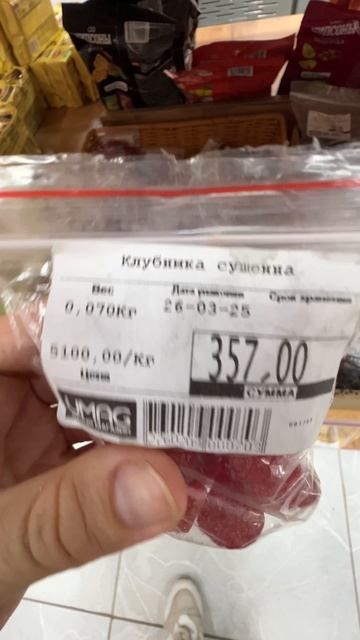 Клубника сушенна
Вес Дата упаковки Срок хранения
0,070Кг 26-03-25
5100,00/Кг 357,00
Цена СУММА
UMAG